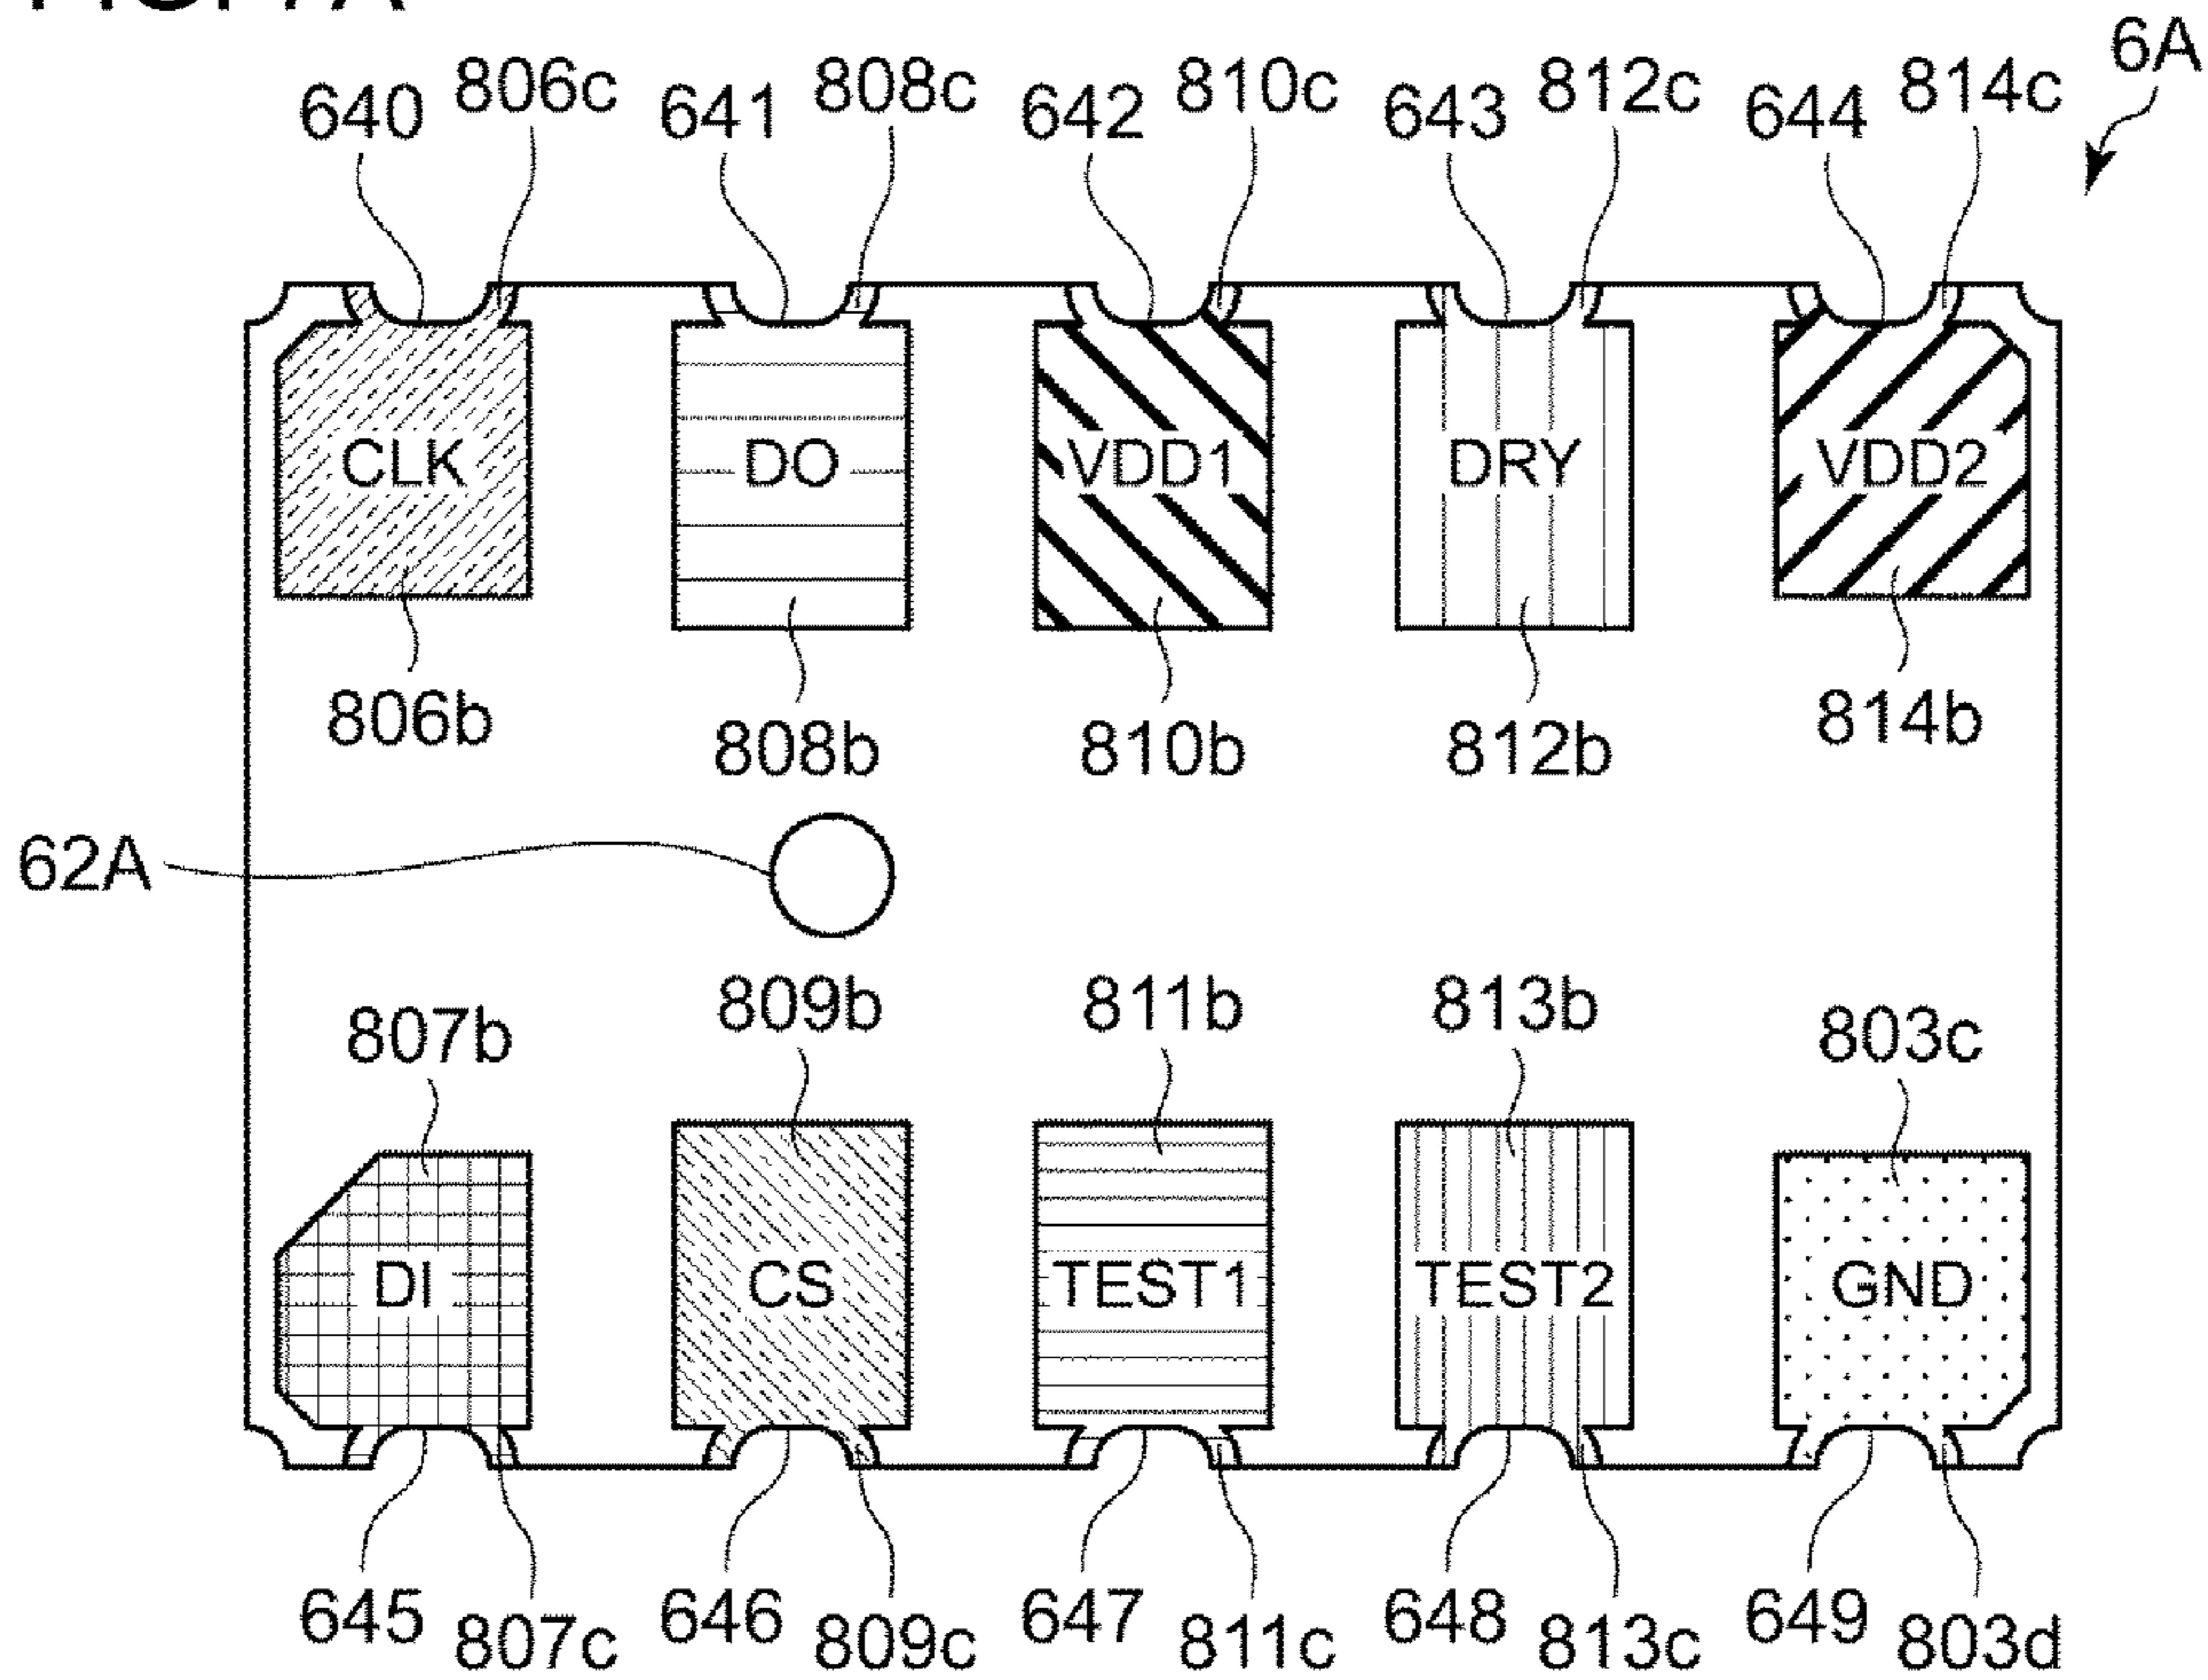 6A
640 806c 641 808c 642 810c 643 812c 644 814c
CLK DO VDD1 DRY VDD2
806b 808b 810b 812b 814b
62A
807b 809b 811b 813b 803c
DI CS TEST1 TEST2 GND
645 807c 646 809c 647 811c 648 813c 649 803d